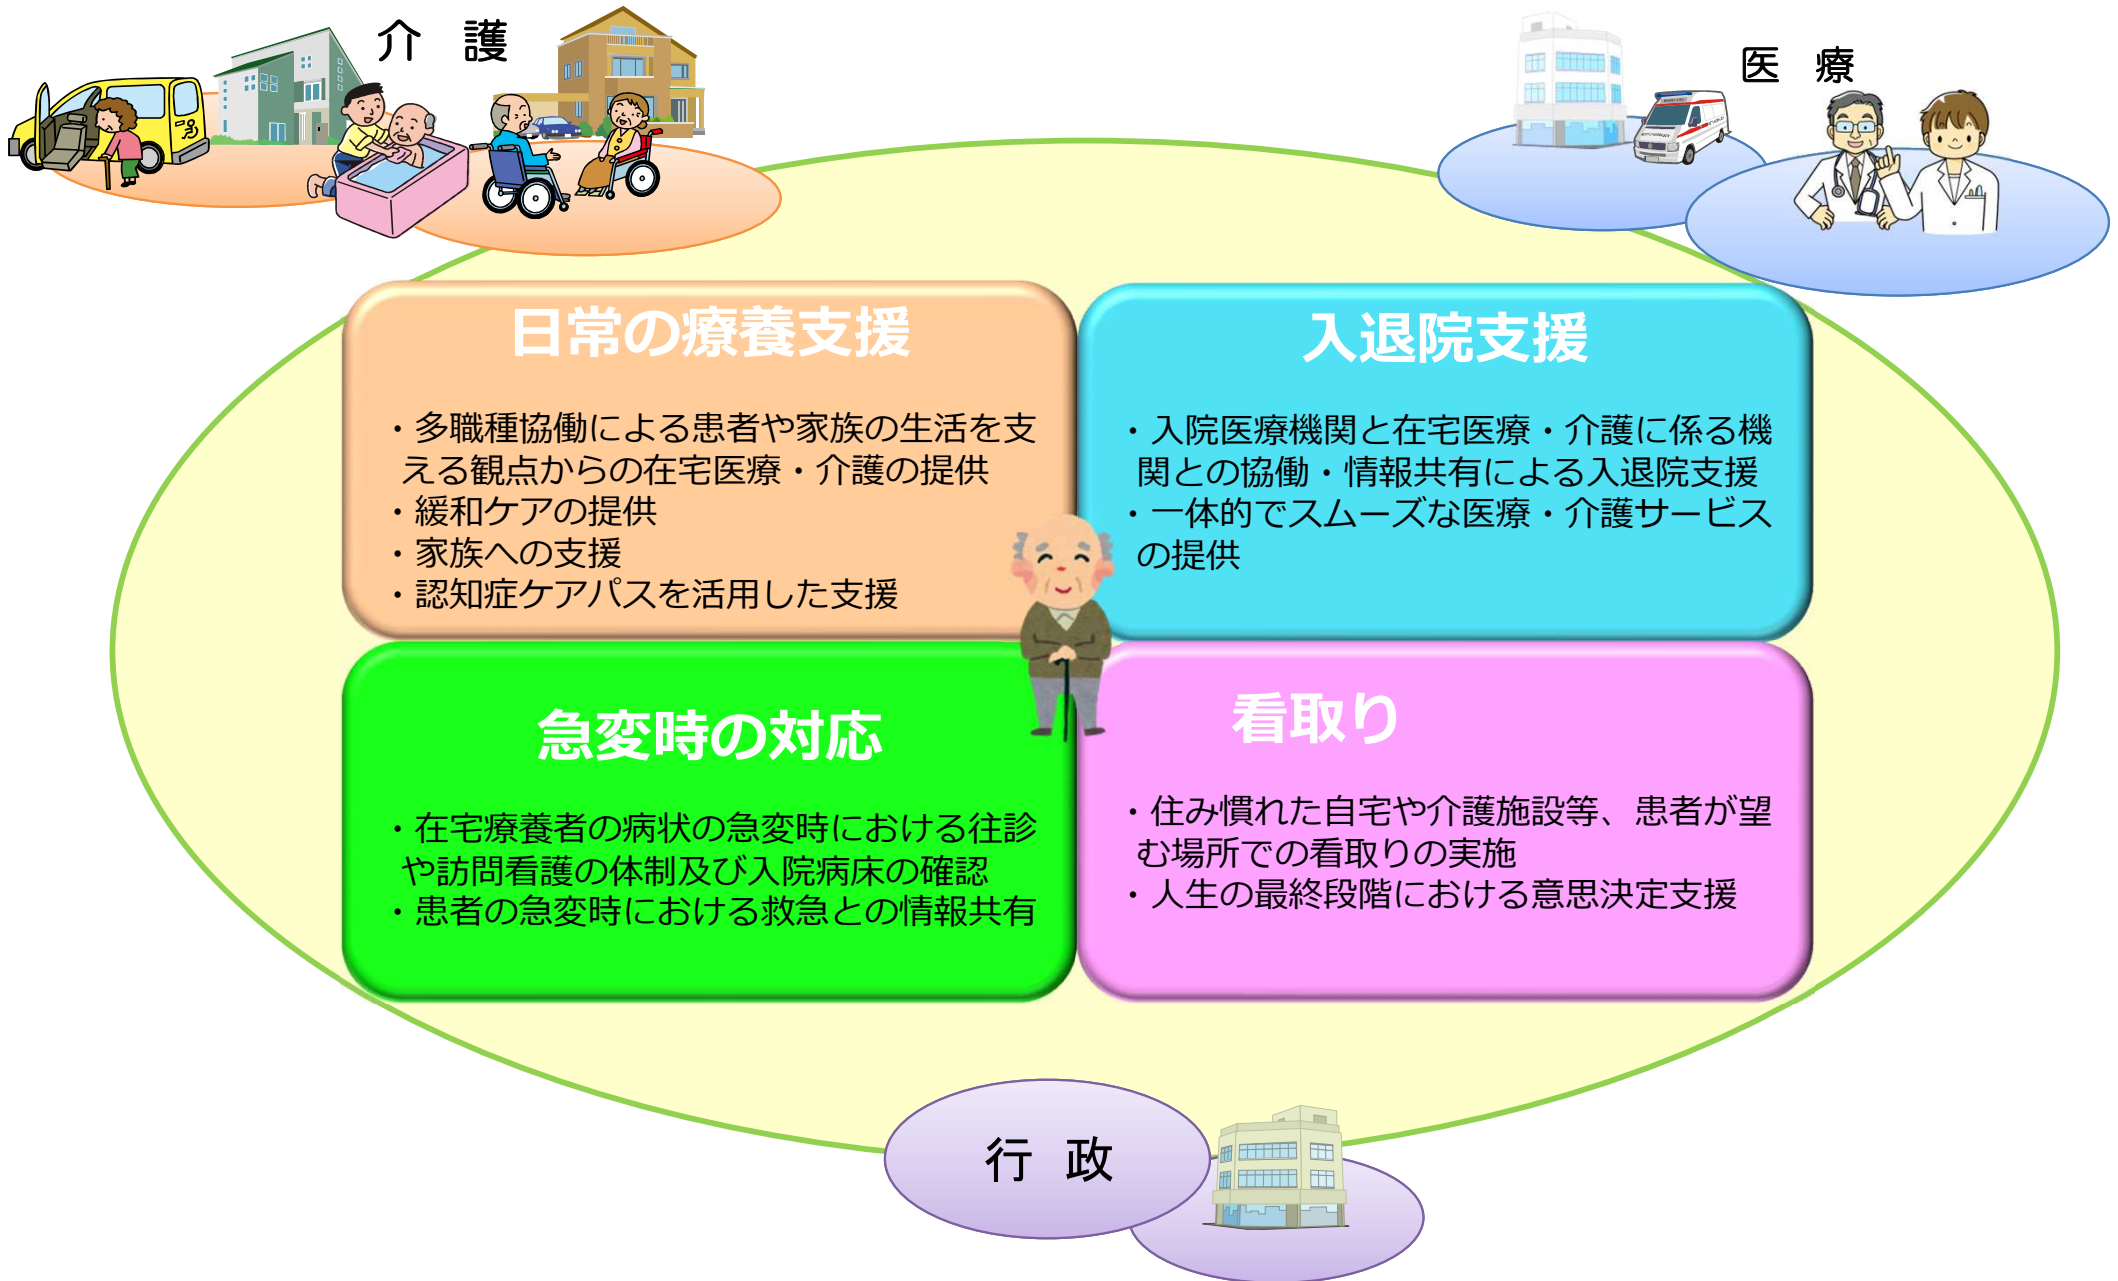 介 護
医 療
日常の療養支援
・多職種協働による患者や家族の生活を支
える観点からの在宅医療・介護の提供
・緩和ケアの提供
・家族への支援
・認知症ケアパスを活用した支援
入退院支援
・入院医療機関と在宅医療・介護に係る機
関との協働・情報共有による入退院支援
・一体的でスムーズな医療・介護サービス
の提供
急変時の対応
・在宅療養者の病状の急変時における往診
や訪問看護の体制及び入院病床の確認
・患者の急変時における救急との情報共有
看取り
・住み慣れた自宅や介護施設等、患者が望
む場所での看取りの実施
・人生の最終段階における意思決定支援
行 政